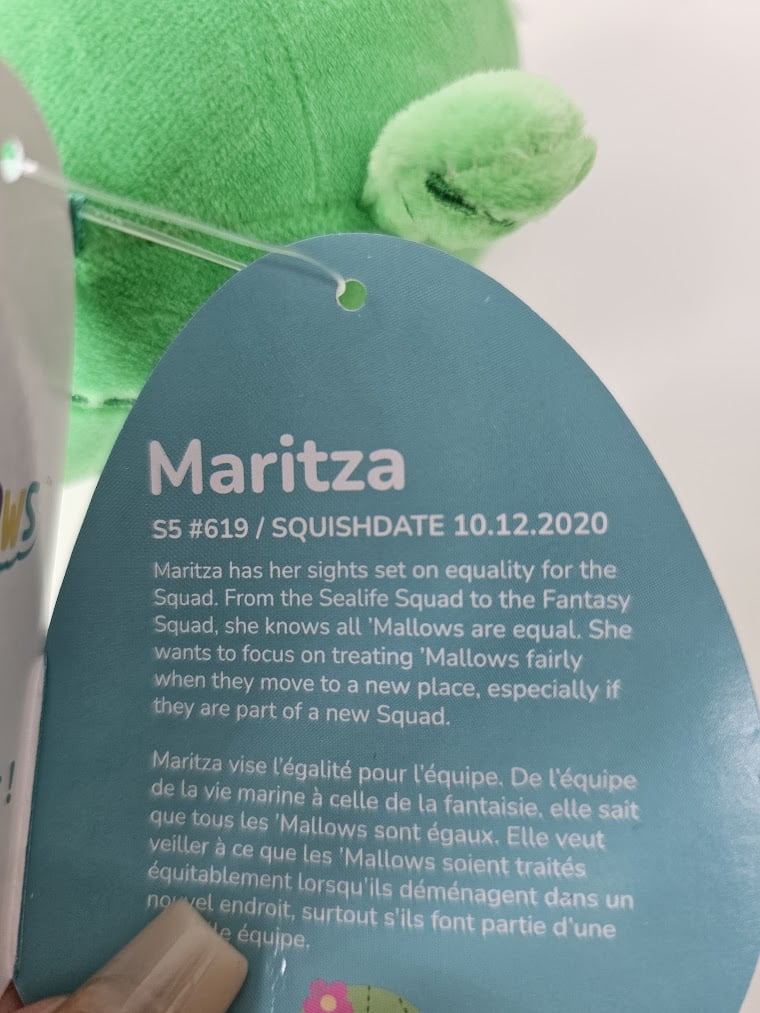 Maritza
S5 #619 / SQUISHDATE 10.12.2020
Maritza has her sights set on equality for the
Squad. From the Sealife Squad to the Fantasy
Squad, she knows all 'Mallows are equal. She
wants to focus on treating 'Mallows fairly
when they move to a new place, especially if
they are part of a new Squad.
Maritza vise l'égalité pour l'équipe. De l'équipe
de la vie marine à celle de la fantaisie, elle sait
que tous les 'Mallows sont égaux. Elle veut
veiller à ce que les 'Mallows soient traités
équitablement lorsqu'ils déménagent dans un
nouvel endroit, surtout s'ils font partie d'une
équipe.